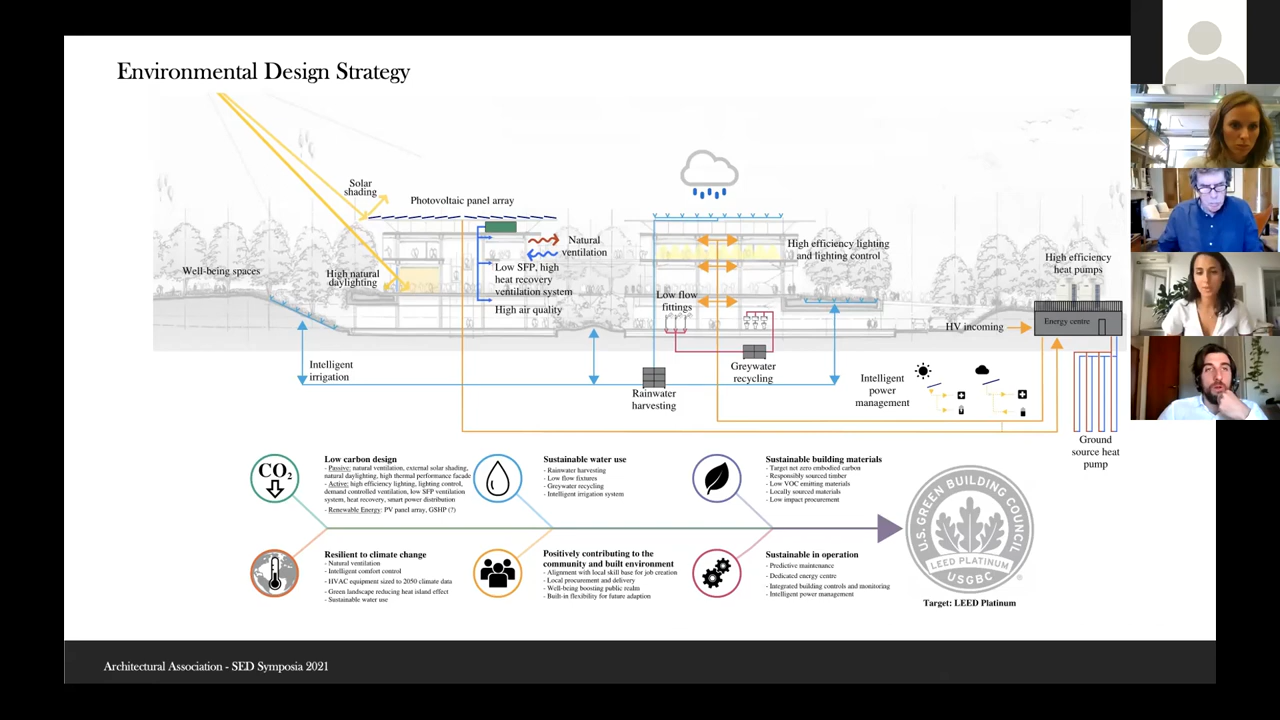 Environmental Design Strategy
Solar
shading
Photovoltaic panel array
Natural
ventilation
High efficiency lighting
and lighting control
High efficiency
heat pumps
Well-being spaces
High natural
daylighting
Low SFP, high
heat recovery
ventilation system
High air quality
Low flow
fittings
HV incoming
Energy centre
Intelligent
irrigation
Rainwater
harvesting
Greywater
recycling
Intelligent
power
management
Ground
source heat
pump
CO2
Low carbon design
- Passive: natural ventilation, external solar shading,
natural daylighting, high thermal performance facade
- Active: high efficiency lighting, lighting control,
demand controlled ventilation, low SFP ventilation
system, heat recovery, smart power distribution
- Renewable Energy: PV panel array, GSHP (?)
Sustainable water use
- Rainwater harvesting
- Low flow fixtures
- Greywater recycling
- Intelligent irrigation system
Sustainable building materials
- Target net zero embodied carbon
- Responsibly sourced timber
- Low VOC emitting materials
- Locally sourced materials
- Low impact procurement
Resilient to climate change
- Natural ventilation
- Intelligent comfort control
- HVAC equipment sized to 2050 climate data
- Green landscape reducing heat island effect
- Sustainable water use
Positively contributing to the
community and built environment
- Alignment with local skill base for job creation
- Local procurement and delivery
- Well-being boosting public realm
- Built-in flexibility for future adaption
Sustainable in operation
- Predictive maintenance
- Dedicated energy centre
- Integrated building controls and monitoring
- Intelligent power management
U.S. GREEN BUILDING COUNCIL
LEED PLATINUM
USGBC
®
Target: LEED Platinum
Architectural Association - SED Symposia 2021